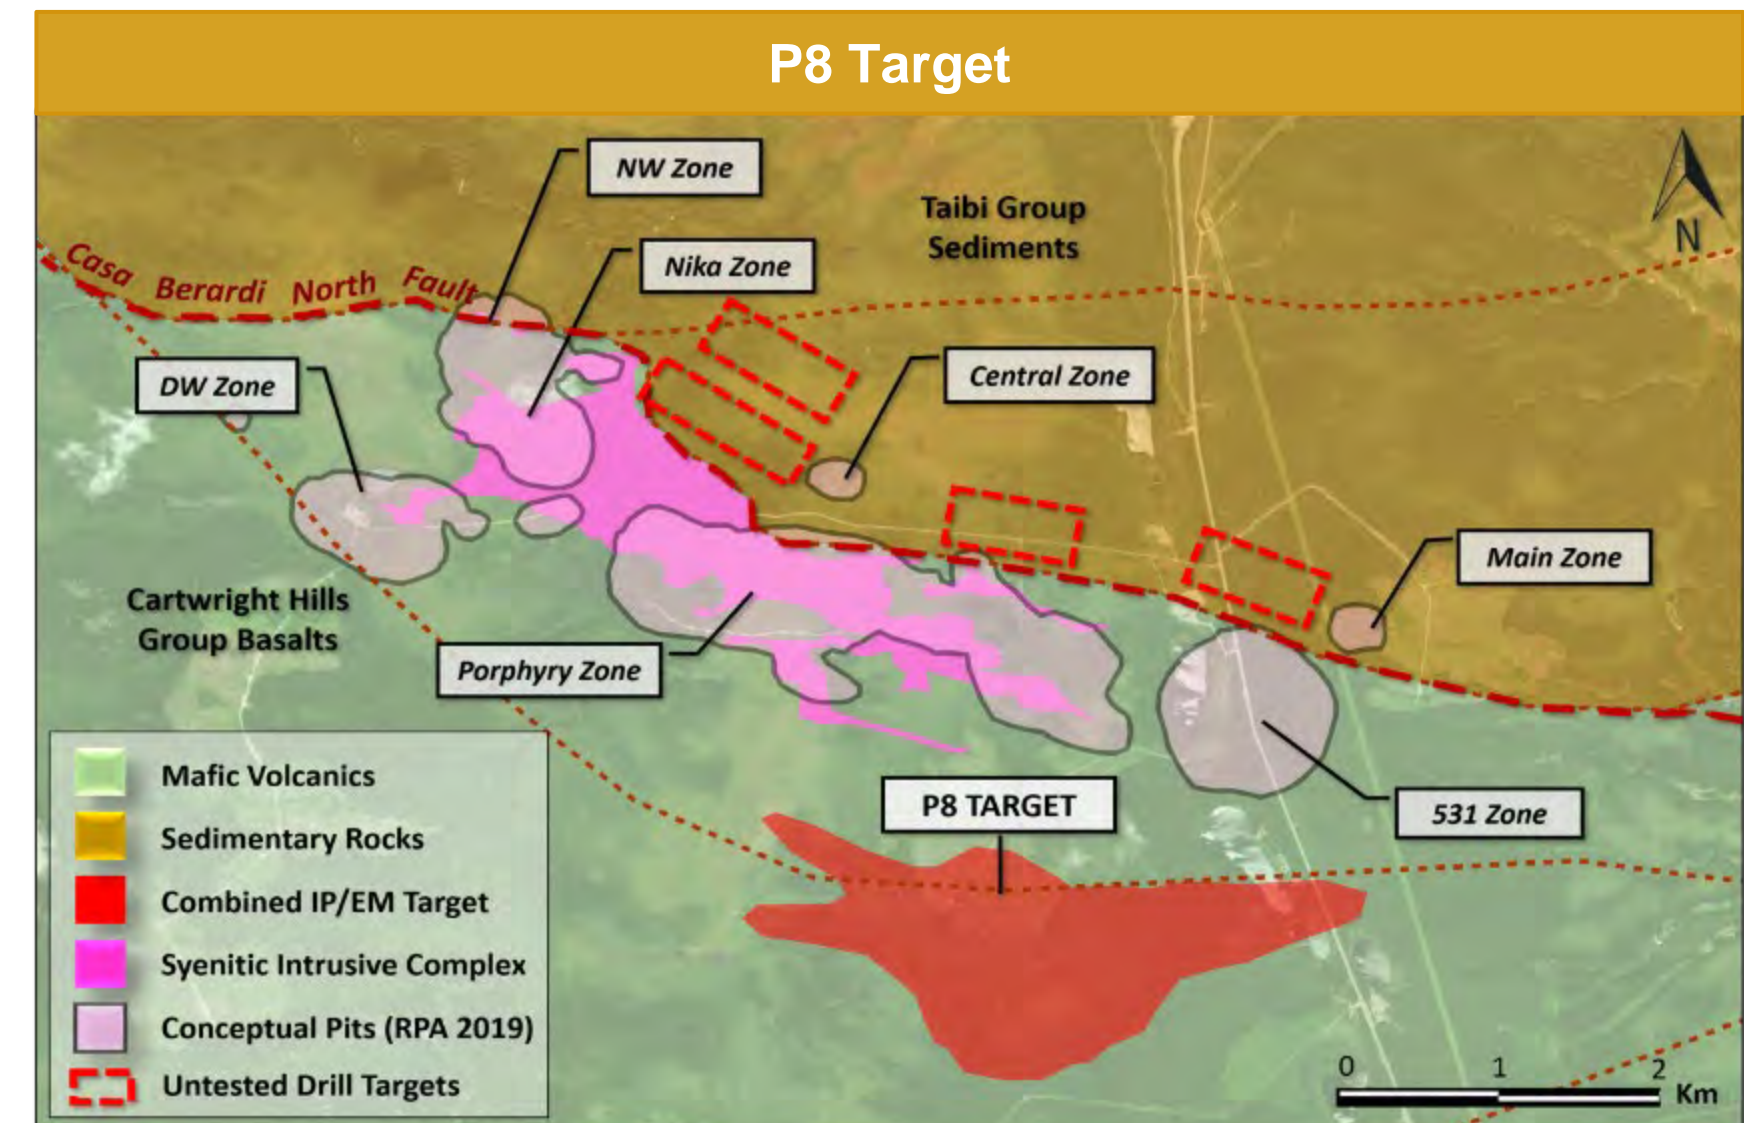 P8 Target
NW Zone
Taibi Group
Sediments
N
Nika Zone
Casa Berardi North Fault
DW Zone
Central Zone
Main Zone
Cartwright Hills
Group Basalts
Porphyry Zone
P8 TARGET
531 Zone
Mafic Volcanics
Sedimentary Rocks
Combined IP/EM Target
Syenitic Intrusive Complex
Conceptual Pits (RPA 2019)
Untested Drill Targets
0 1 2
Km